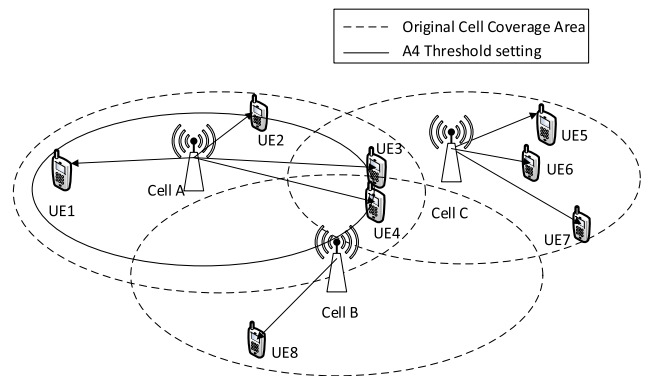 Original Cell Coverage Area
A4 Threshold setting
UE2
UE3
UE5
UE6
Cell A
UE1
Cell C
UE4
UE7
Cell B
UE8